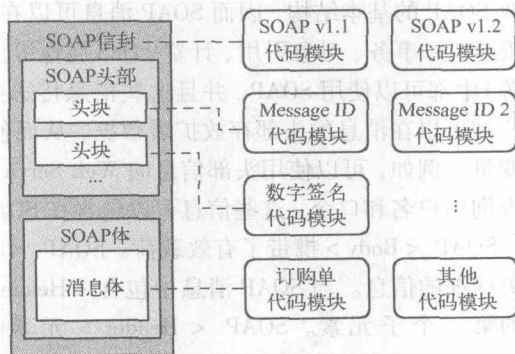 SOAP信封
SOAP头部
头块
头块
...
SOAP体
消息体
SOAP v1.1
代码模块
SOAP v1.2
代码模块
Message ID
代码模块
Message ID 2
代码模块
数字签名
代码模块
⋮
订购单
代码模块
其他
代码模块